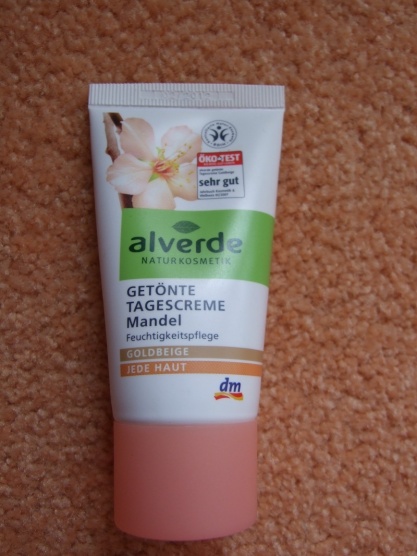 ÖKO-TEST
sehr gut
alverde
NATURKOSMETIK
GETÖNTE
TAGESCREME
Mandel
Feuchtigkeitspflege
GOLDBEIGE
JEDE HAUT
dm